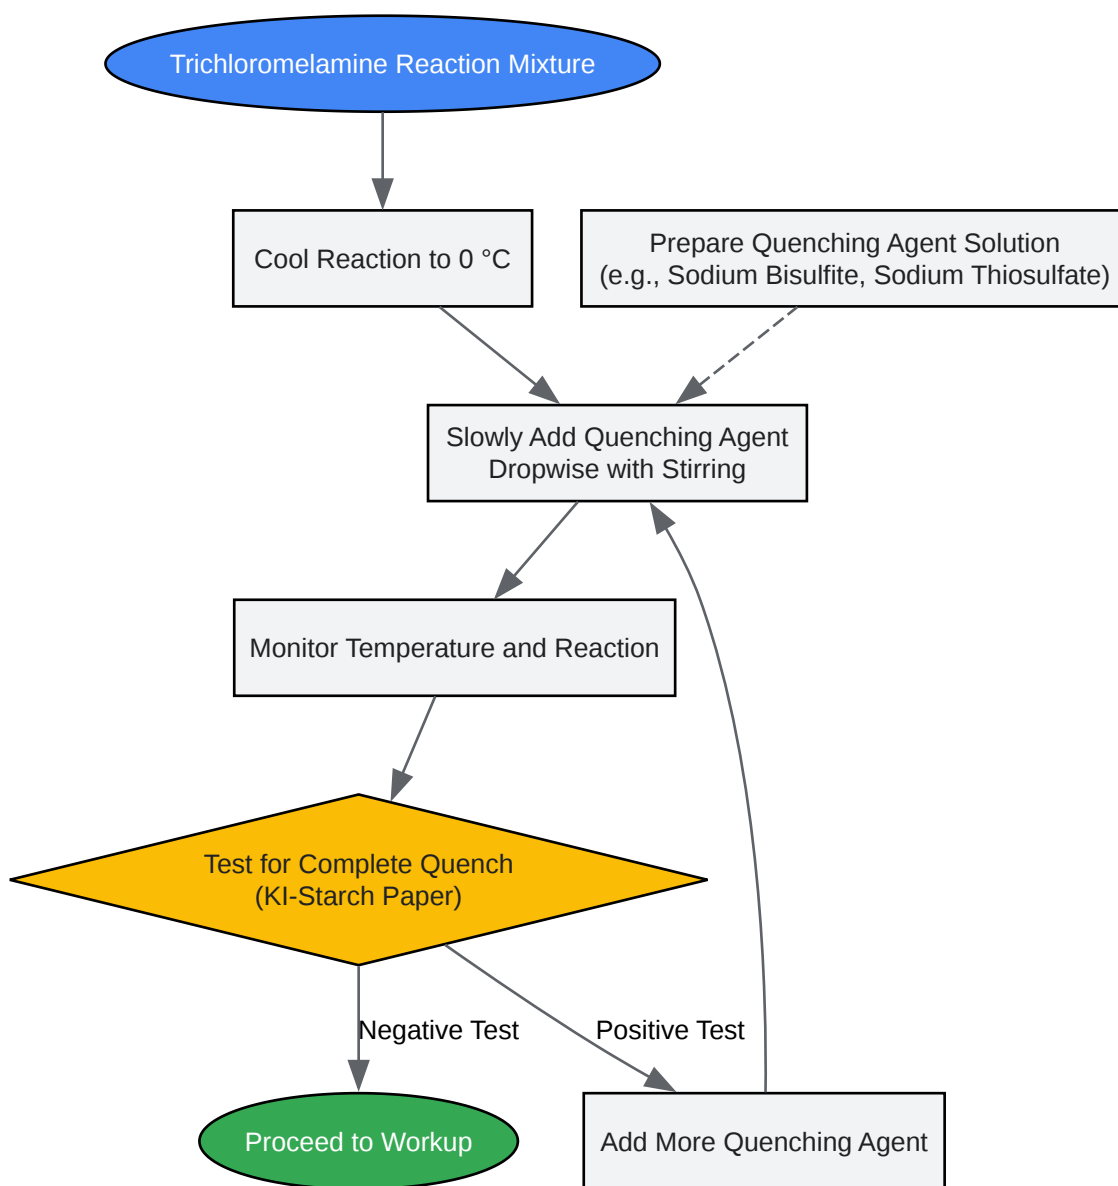 Trichloromelamine Reaction Mixture
Cool Reaction to 0 °C
Prepare Quenching Agent Solution
(e.g., Sodium Bisulfite, Sodium Thiosulfate)
Slowly Add Quenching Agent
Dropwise with Stirring
Monitor Temperature and Reaction
Test for Complete Quench
(KI-Starch Paper)
Negative Test
Positive Test
Proceed to Workup
Add More Quenching Agent